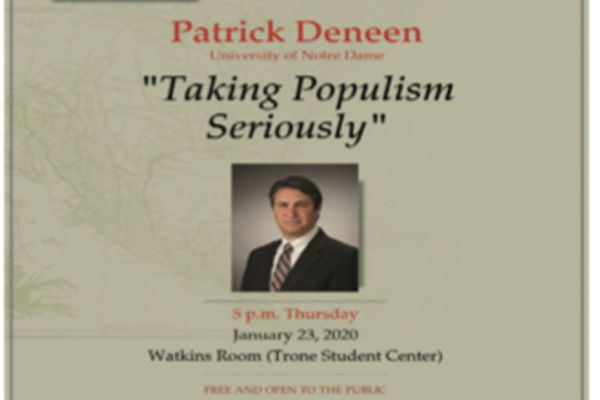 Patrick Deneen
University of Notre Dame
"Taking Populism
Seriously"
5 p.m. Thursday
January 23, 2020
Watkins Room (Trone Student Center)
FREE AND OPEN TO THE PUBLIC